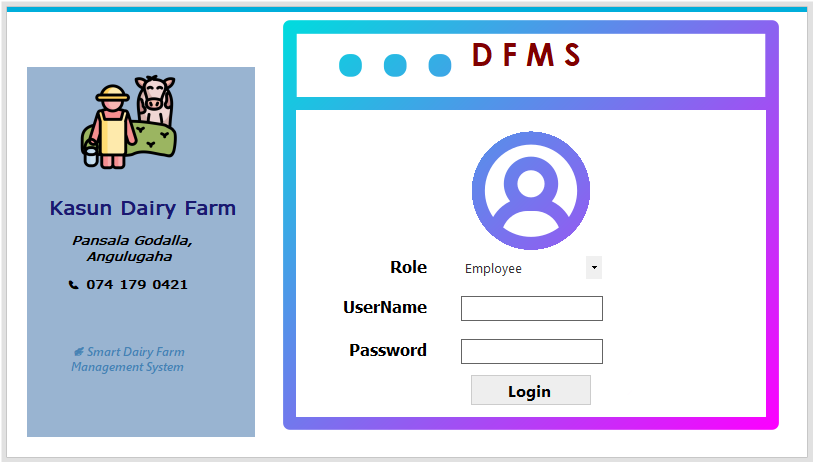 Kasun Dairy Farm
Pansala Godalla,
Angulugaha
074 179 0421
Smart Dairy Farm
Management System
DFMS
Role
Employee
UserName
Password
Login